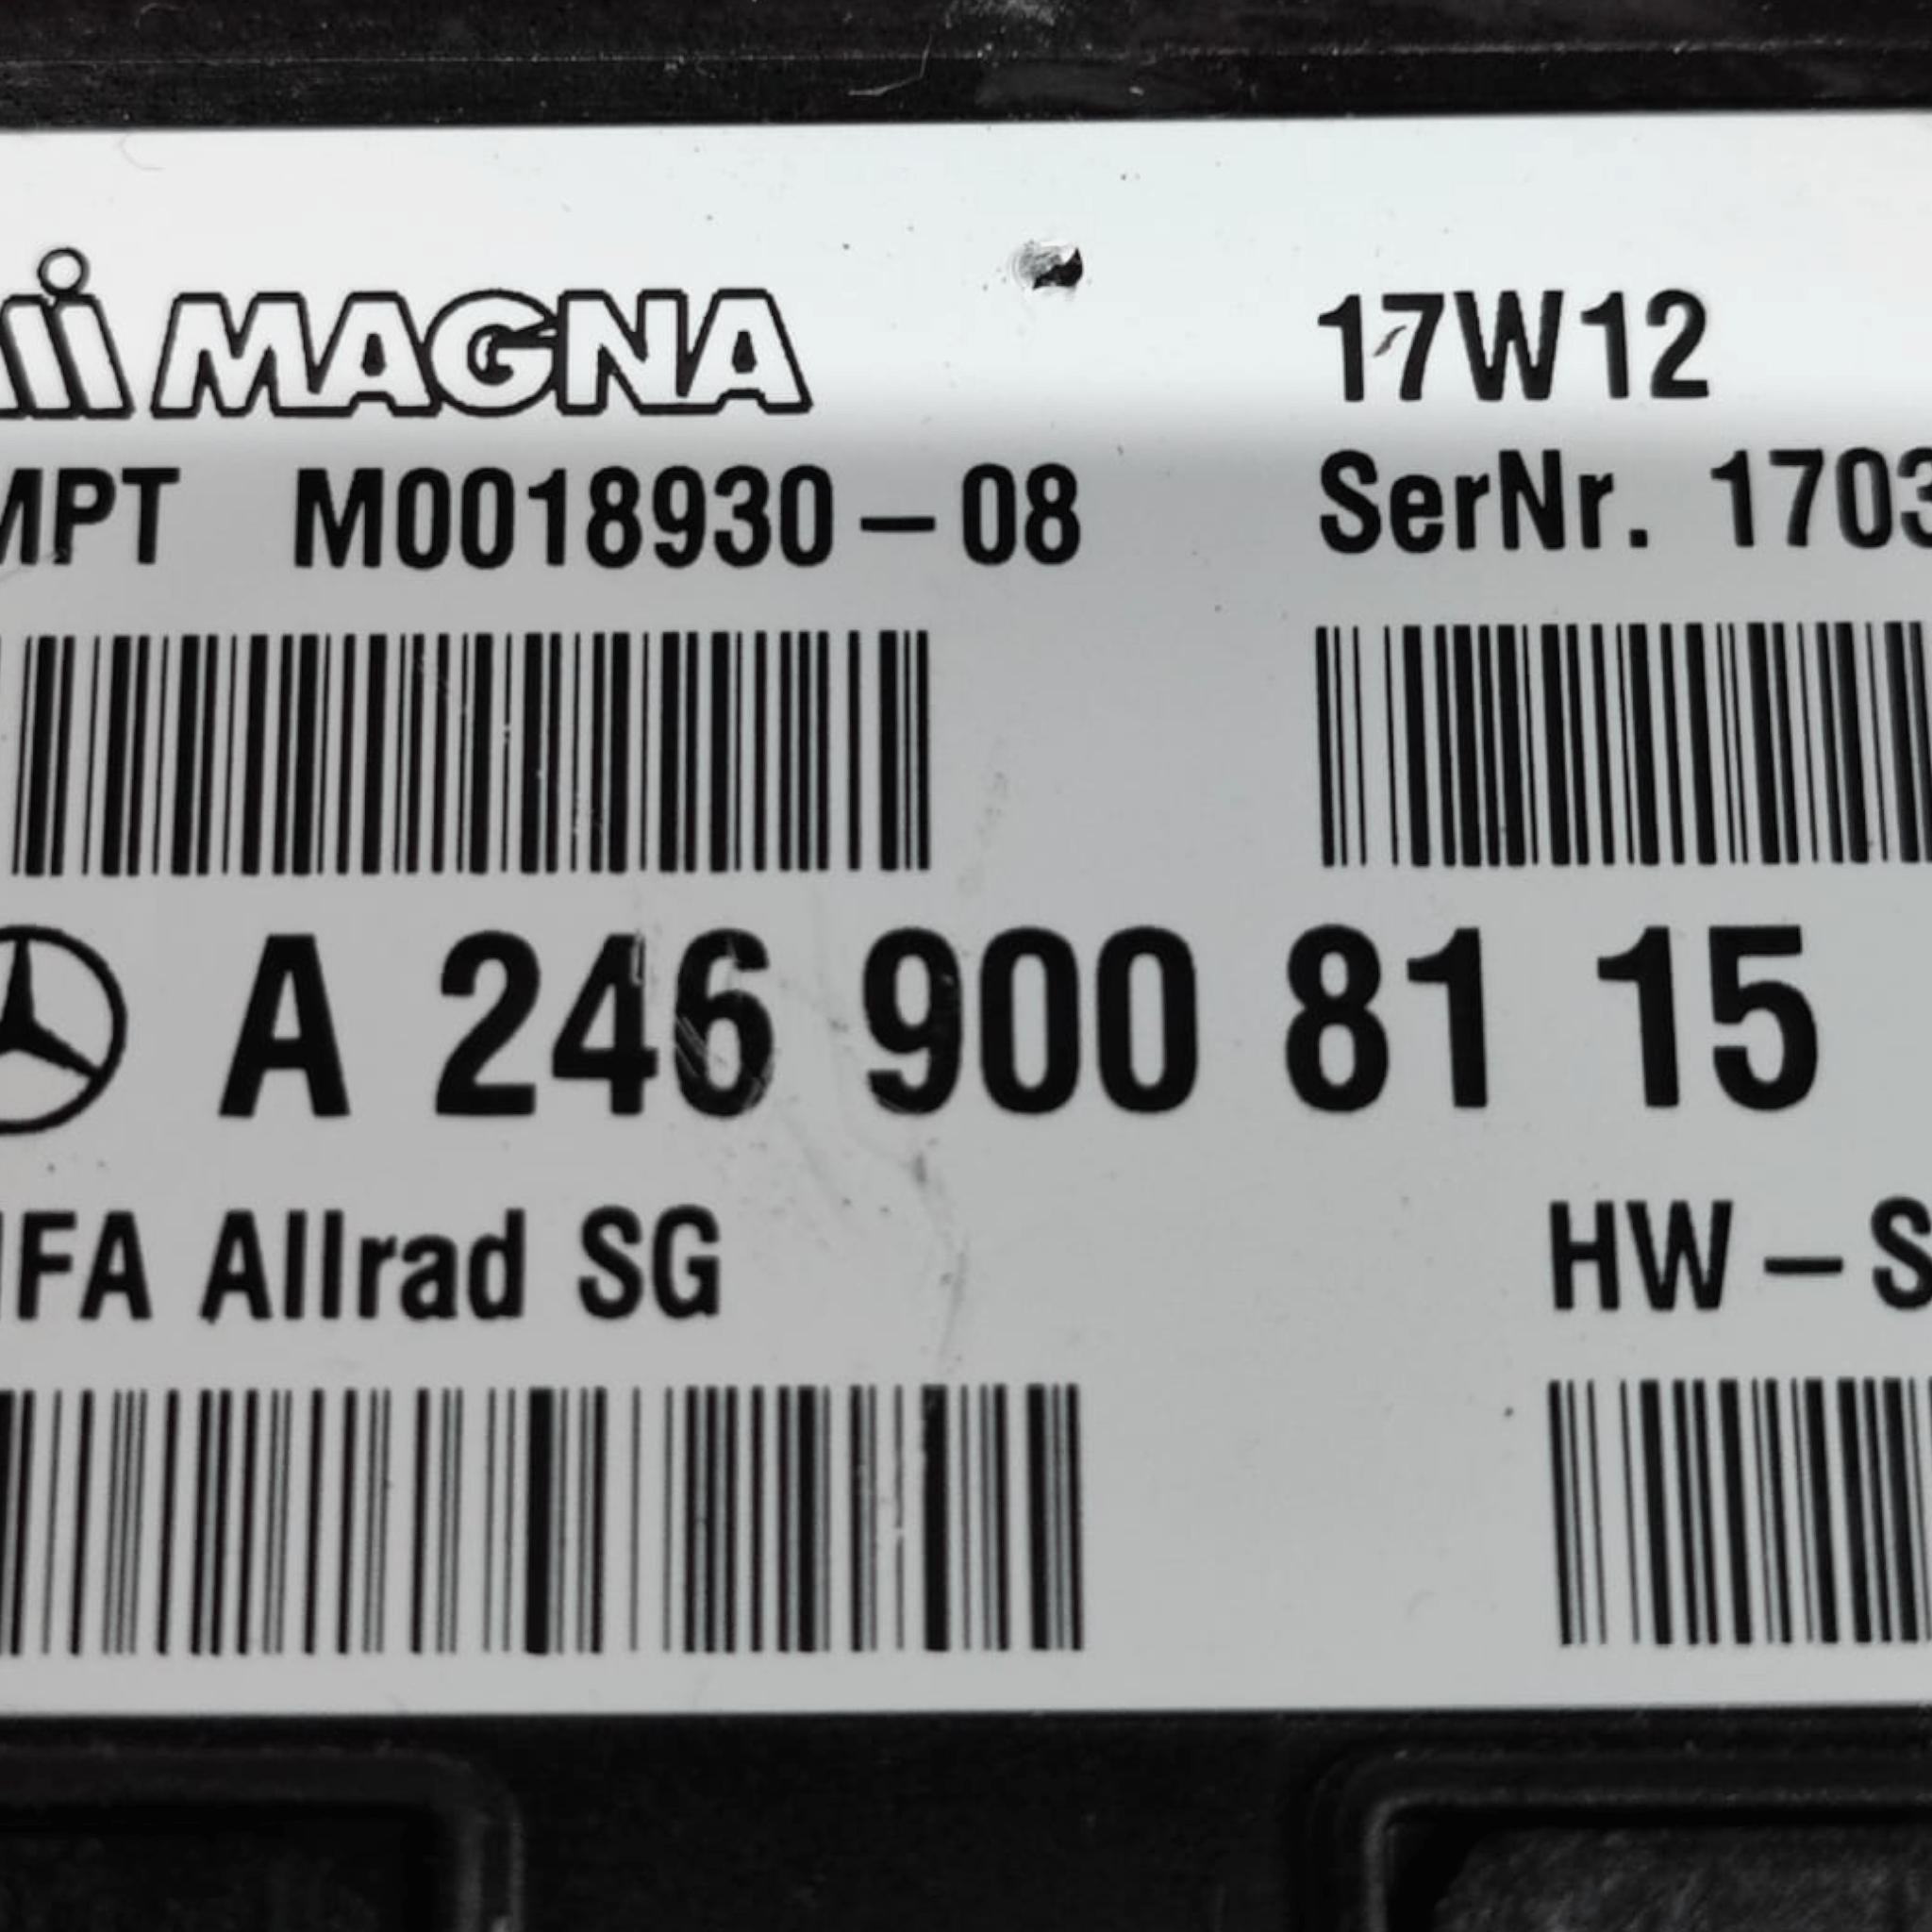 MAGNA 17W12
MPT M0018930-08 SerNr. 1703
A 246 900 81 15
FA Allrad SG HW-S